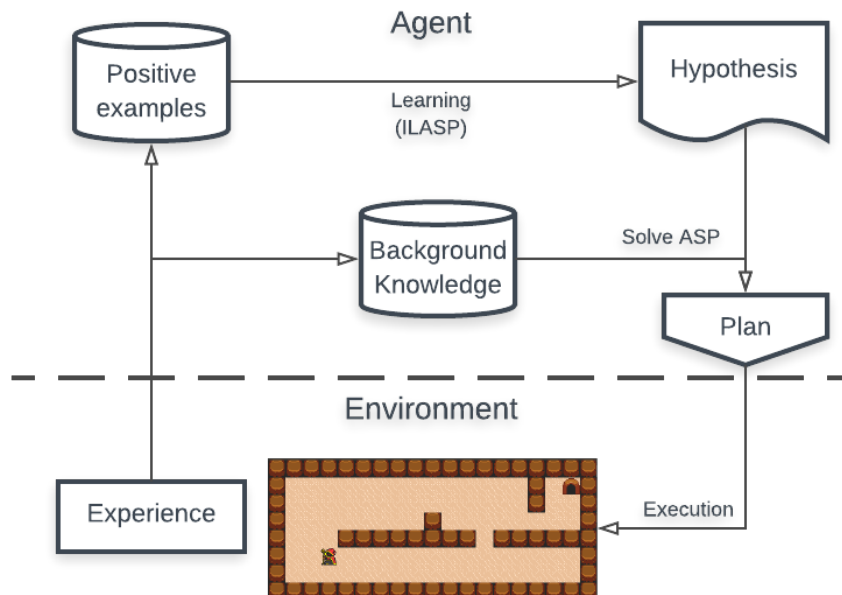 Agent
Positive
examples
Learning
(ILASP)
Hypothesis
Background
Knowledge
Solve ASP
Plan
Environment
Experience
Execution